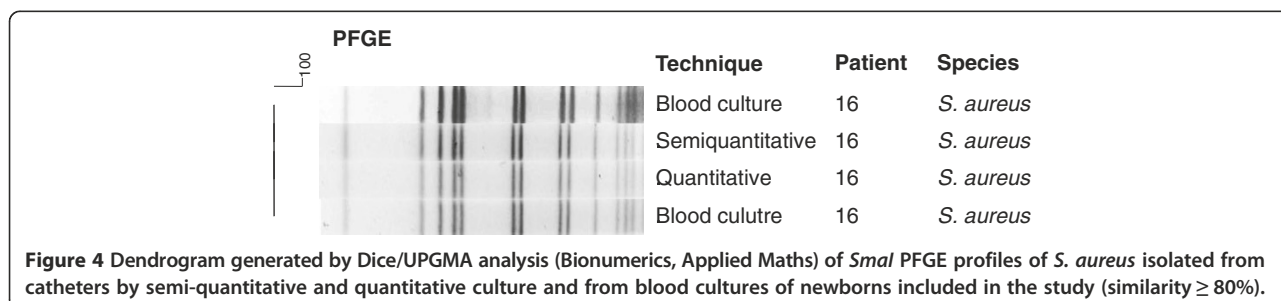 PFGE
100
Technique Patient Species
Blood culture 16 S. aureus
Semiquantitative 16 S. aureus
Quantitative 16 S. aureus
Blood culutre 16 S. aureus
Figure 4 Dendrogram generated by Dice/UPGMA analysis (Bionumerics, Applied Maths) of SmaI PFGE profiles of S. aureus isolated from
catheters by semi-quantitative and quantitative culture and from blood cultures of newborns included in the study (similarity ≥ 80%).